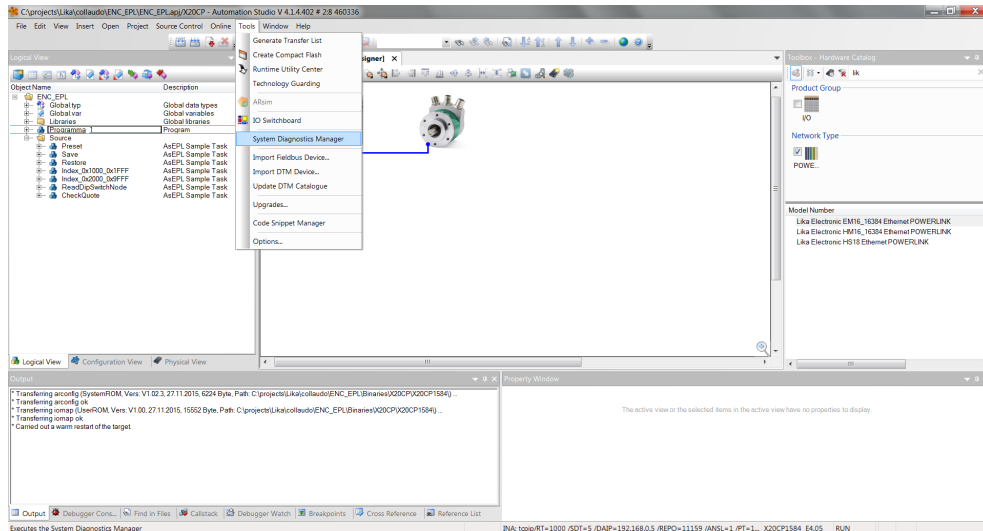 C:\projects\Lika\collaudo\ENC_EPL\ENC_EPL.apj/X20CP - Automation Studio V 4.1.4.402 # 2:8 460336
File Edit View Insert Open Project Source Control Online Tools Window Help
Logical View
Object Name Description
ENC_EPL
Global.typ Global data types
Global.var Global variables
Libraries Global libraries
Programma Program
Source
Preset AsEPL Sample Task
Save AsEPL Sample Task
Restore AsEPL Sample Task
Index_0x1000_0x1FFF AsEPL Sample Task
Index_0x2000_0x9FFF AsEPL Sample Task
ReadDipSwitchNode AsEPL Sample Task
CheckQuote AsEPL Sample Task
Generate Transfer List
Create Compact Flash
Runtime Utility Center
Technology Guarding
ARsim
IO Switchboard
System Diagnostics Manager
Import Fieldbus Device...
Import DTM Device...
Update DTM Catalogue
Upgrades...
Code Snippet Manager
Options...
signer]
Toolbox - Hardware Catalog
lik
Product Group
I/O
Network Type
POWE...
Model Number
Lika Electronic EM16_16384 Ethernet POWERLINK
Lika Electronic HM16_16384 Ethernet POWERLINK
Lika Electronic HS18 Ethernet POWERLINK
Logical View Configuration View Physical View
Output
* Transferring arconfig (SystemROM, Vers: V1.02.3, 27.11.2015, 6224 Byte, Path: C:\projects\Lika\collaudo\ENC_EPL\Binaries\X20CP\X20CP1584\) ...
* Transferring arconfig ok
* Transferring iomap (UserROM, Vers: V1.00, 27.11.2015, 15552 Byte, Path: C:\projects\Lika\collaudo\ENC_EPL\Binaries\X20CP\X20CP1584\) ...
* Transferring iomap ok
* Carried out a warm restart of the target.
Property Window
The active view or the selected items in the active view have no properties to display
Output Debugger Cons... Find in Files Callstack Debugger Watch Breakpoints Cross Reference Reference List
Executes the System Diagnostics Manager
INA: tcpip/RT=1000 /SDT=5 /DAIP=192.168.0.5 /REPO=11159 /ANSL=1 /PT=1... X20CP1584 E4.05 RUN